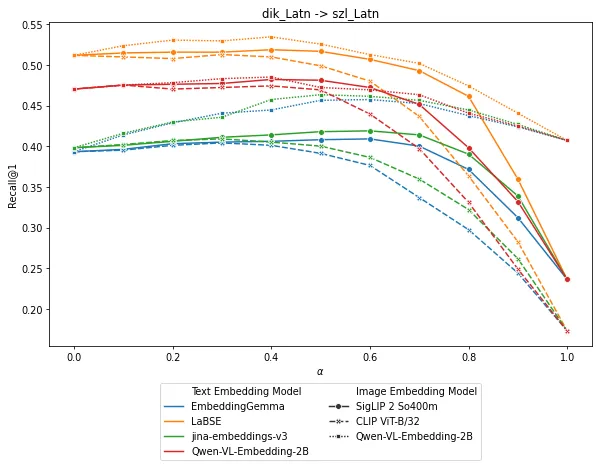 dik_Latn -> szl_Latn
0.55
0.50
0.45
0.40
0.35
0.30
0.25
0.20
Recall@1
0.0 0.2 0.4 0.6 0.8 1.0
α
Text Embedding Model
EmbeddingGemma
LaBSE
jina-embeddings-v3
Qwen-VL-Embedding-2B
Image Embedding Model
SigLIP 2 So400m
CLIP ViT-B/32
Qwen-VL-Embedding-2B